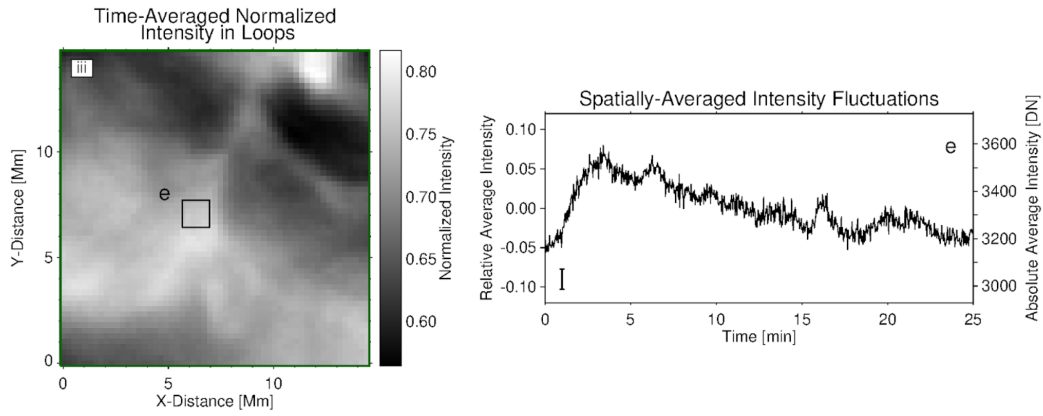 Time-Averaged Normalized
Intensity in Loops
iii
e
10
5
0
0
5
10
Y-Distance [Mm]
X-Distance [Mm]
0.80
0.75
0.70
0.65
0.60
Normalized Intensity
Spatially-Averaged Intensity Fluctuations
e
0.10
0.05
0.00
-0.05
-0.10
Relative Average Intensity
3600
3400
3200
3000
Absolute Average Intensity [DN]
0
5
10
15
20
25
Time [min]